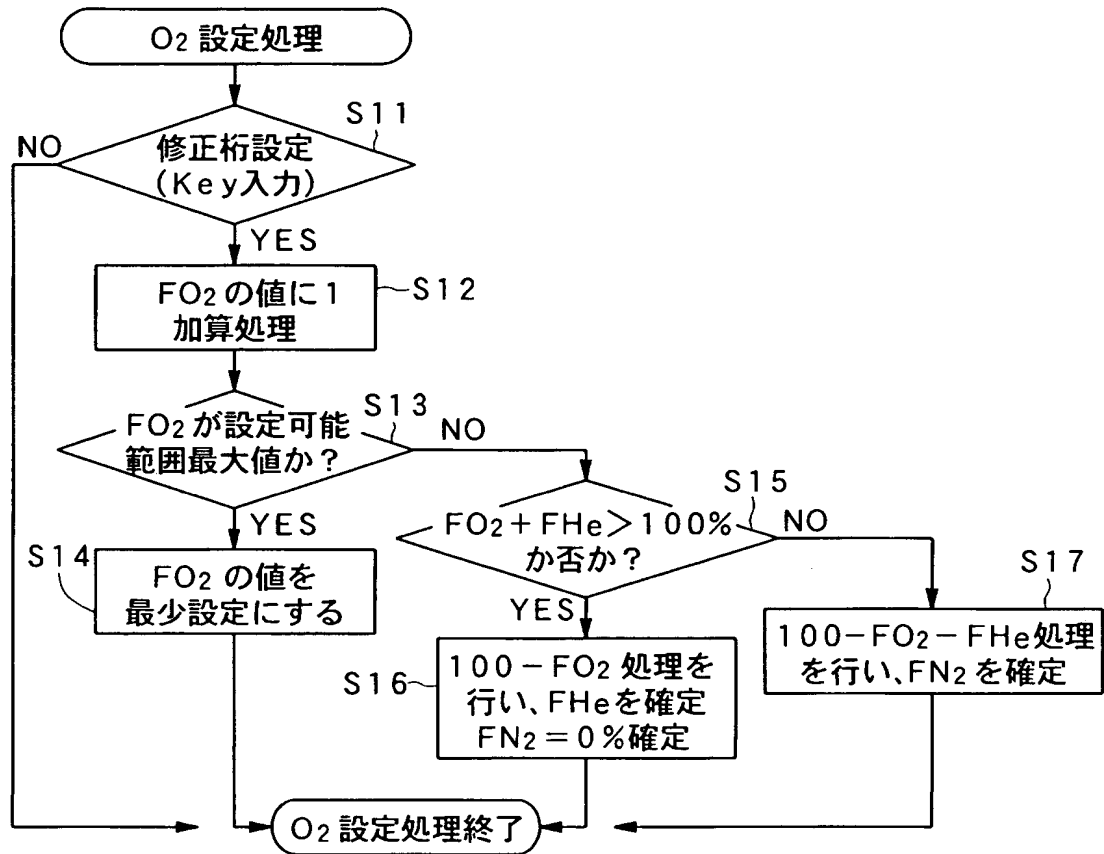 O₂ 設定処理
S11
NO
修正桁設定
(Key入力)
YES
FO₂の値に1
加算処理
S12
S13
FO₂が設定可能
範囲最大値か?
NO
YES
S14
FO₂の値を
最少設定にする
S15
FO₂+FHe>100%
か否か?
NO
YES
S16
100-FO₂処理を
行い、FHeを確定
FN₂=0%確定
S17
100-FO₂-FHe処理
を行い、FN₂を確定
O₂設定処理終了